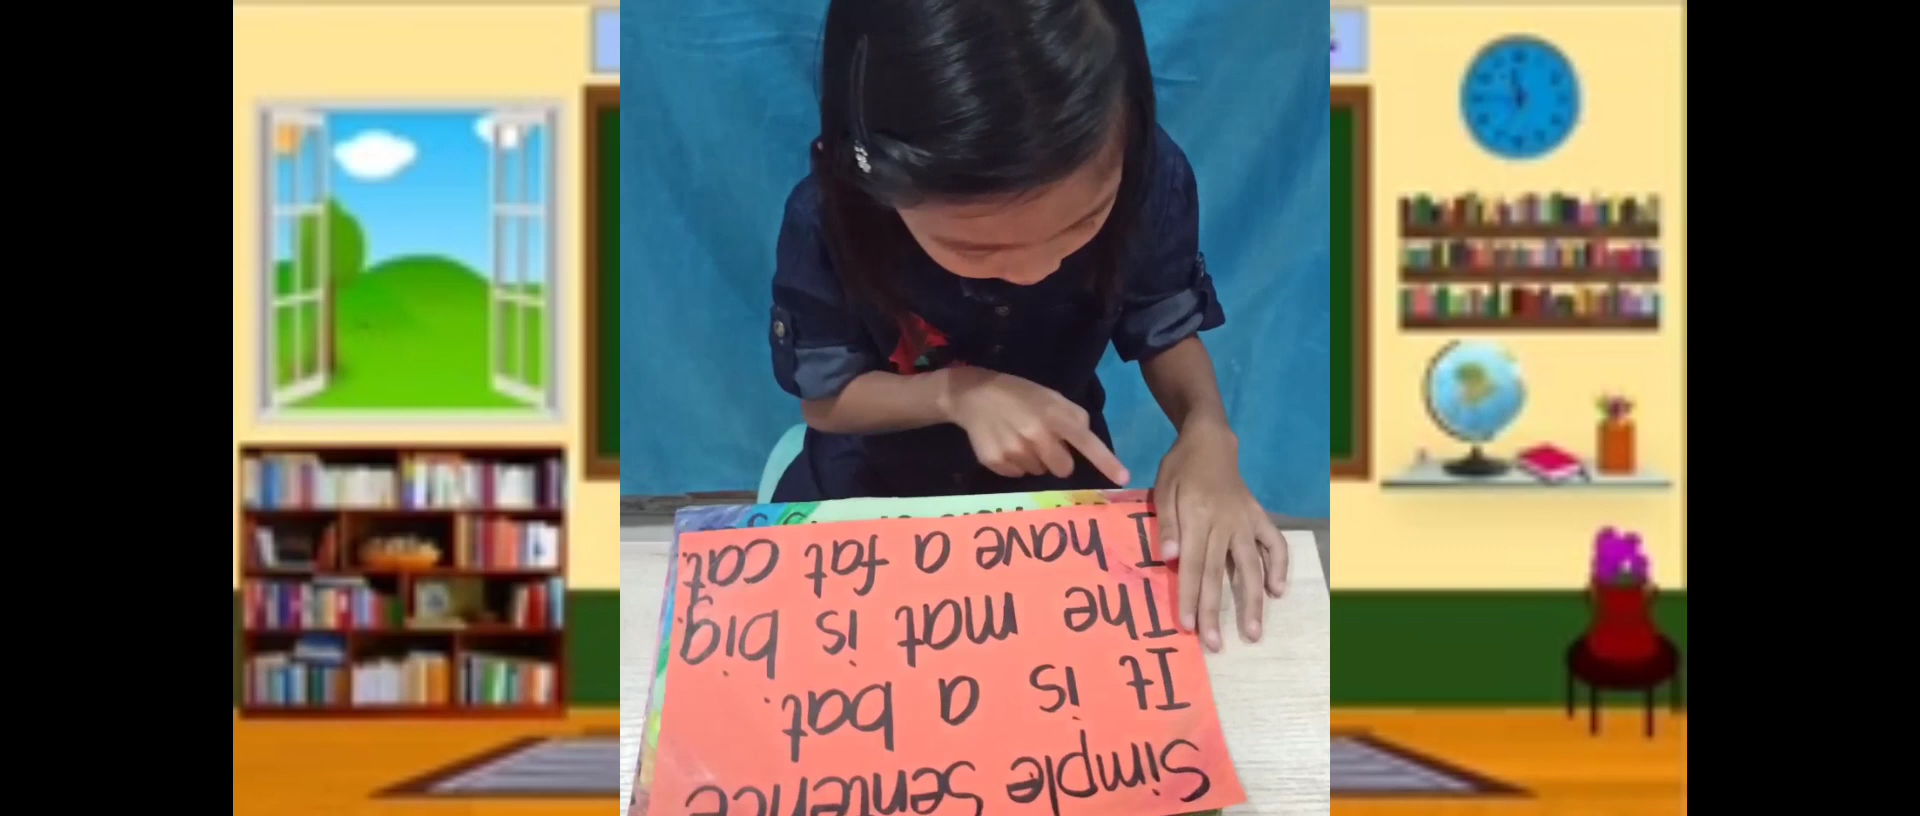 Simple Sentence
It is a bat.
The mat is big.
I have a fat cat.